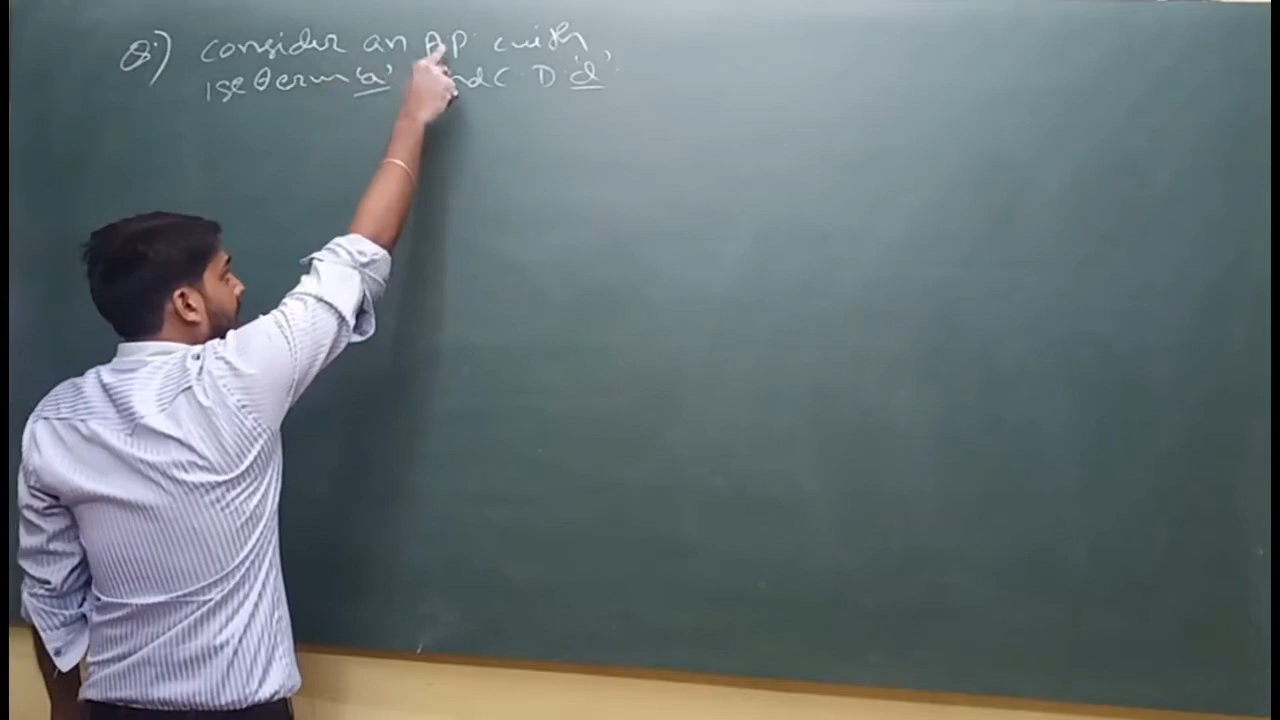 Q:) consider an AP with
1st term 'a' and C.D. 'd'.